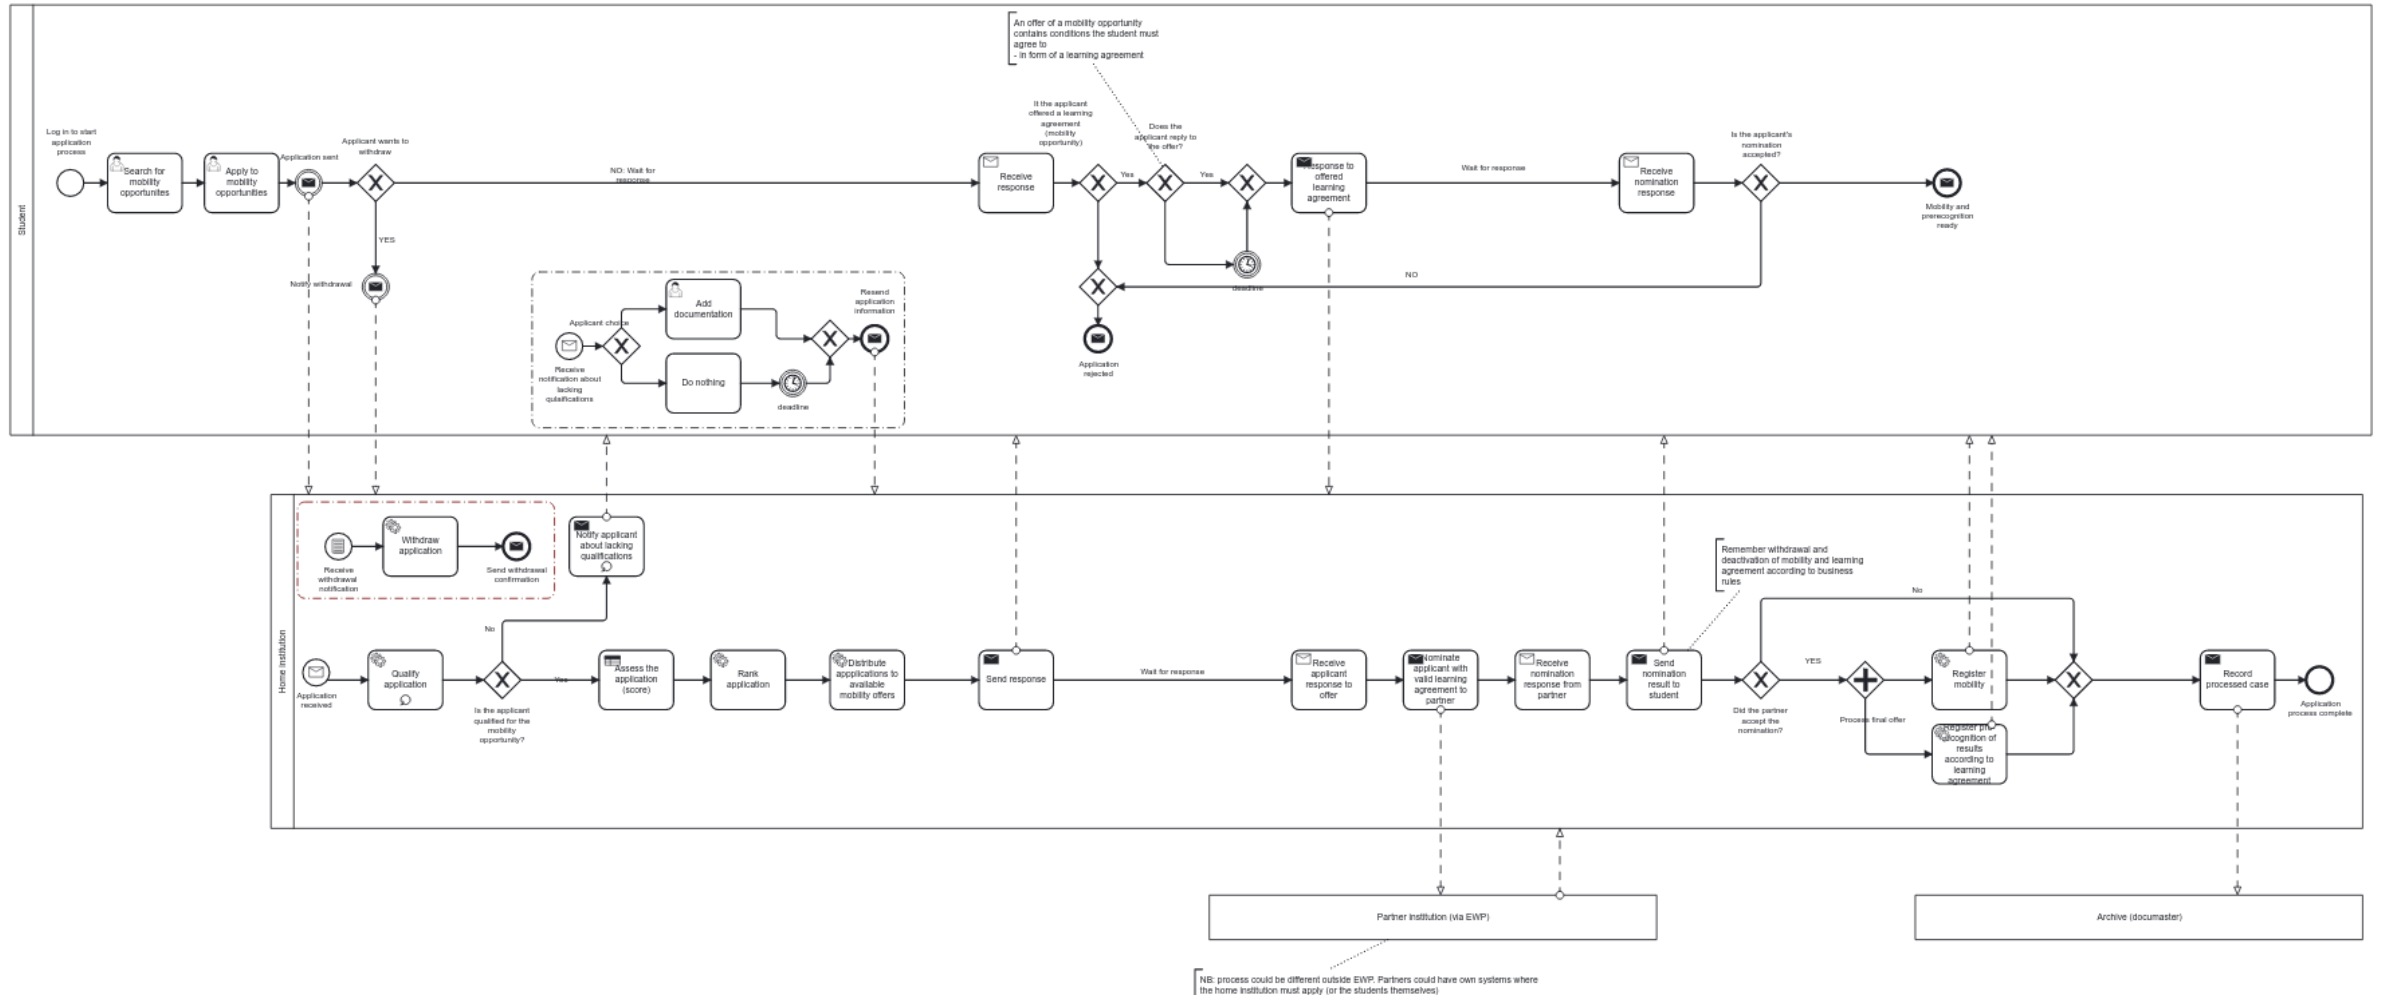 An offer of a mobility opportunity
contains conditions the student must
agree to
- in form of a learning agreement
Student
Log in to start
application
process
Search for
mobility
opportunites
Apply to
mobility
opportunities
Application sent
Applicant wants to
withdraw
NO: Wait for
response
YES
Notify withdrawal
Receive
response
It the applicant
offered a learning
agreement
(mobility
opportunity)
Yes
Does the
applicant reply to
the offer?
Yes
deadline
Response to
offered
learning
agreement
Wait for response
Receive
nomination
response
Is the applicant's
nomination
accepted?
Mobility and
prerecognition
ready
NO
Application
rejected
Receive
notification about
lacking
qulaifications
Applicant choice
Add
documentation
Do nothing
deadline
Resend
application
information
Home institution
Receive
withdrawal
notification
Withdraw
application
Send withdrawal
confirmation
Notify applicant
about lacking
qualifications
No
Application
received
Qualify
application
Is the applicant
qualified for the
mobility
opportunity?
Yes
Assess the
application
(score)
Rank
application
Distribute
appplications to
available
mobility offers
Send response
Wait for response
Receive
applicant
response to
offer
Nominate
applicant with
valid learning
agreement to
partner
Receive
nomination
response from
partner
Send
nomination
result to
student
Remember withdrawal and
deactivation of mobility and learning
agreement according to business
rules
Did the partner
accept the
nomination?
No
YES
Process final offer
Register
mobility
Register
results
according to
learning
agreement
Record
processed case
Application
process complete
Partner institution (via EWP)
Archive (documaster)
NB: process could be different outside EWP. Partners could have own systems where
the home institution must apply (or the students themselves)